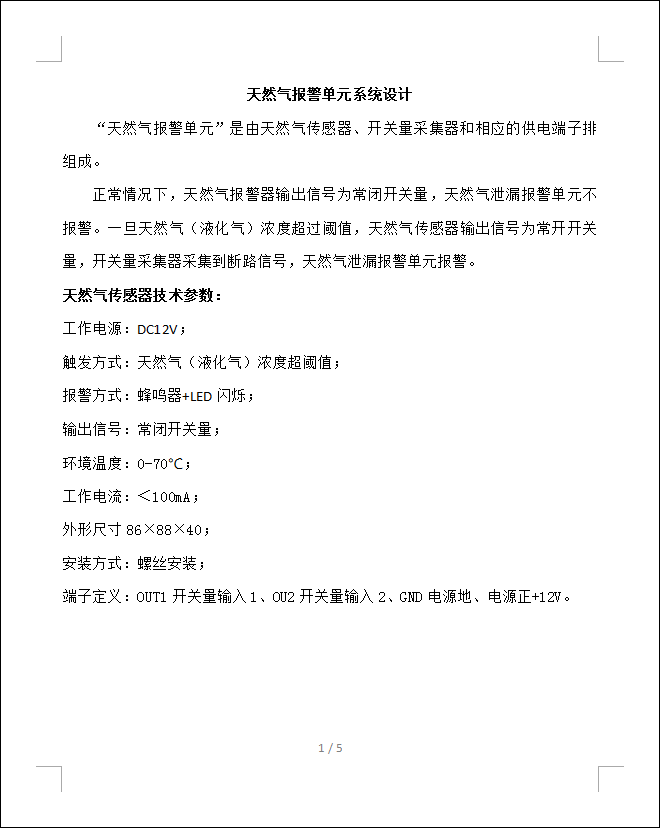 天然气报警单元系统设计
“天然气报警单元”是由天然气传感器、开关量采集器和相应的供电端子排
组成。
正常情况下，天然气报警器输出信号为常闭开关量，天然气泄漏报警单元不
报警。一旦天然气（液化气）浓度超过阈值，天然气传感器输出信号为常开开关
量，开关量采集器采集到断路信号，天然气泄漏报警单元报警。
天然气传感器技术参数：
工作电源：DC12V；
触发方式：天然气（液化气）浓度超阈值；
报警方式：蜂鸣器+LED 闪烁；
输出信号：常闭开关量；
环境温度：0-70℃；
工作电流：＜100mA；
外形尺寸 86×88×40；
安装方式：螺丝安装；
端子定义：OUT1 开关量输入 1、OU2 开关量输入 2、GND 电源地、电源正+12V。
1 / 5